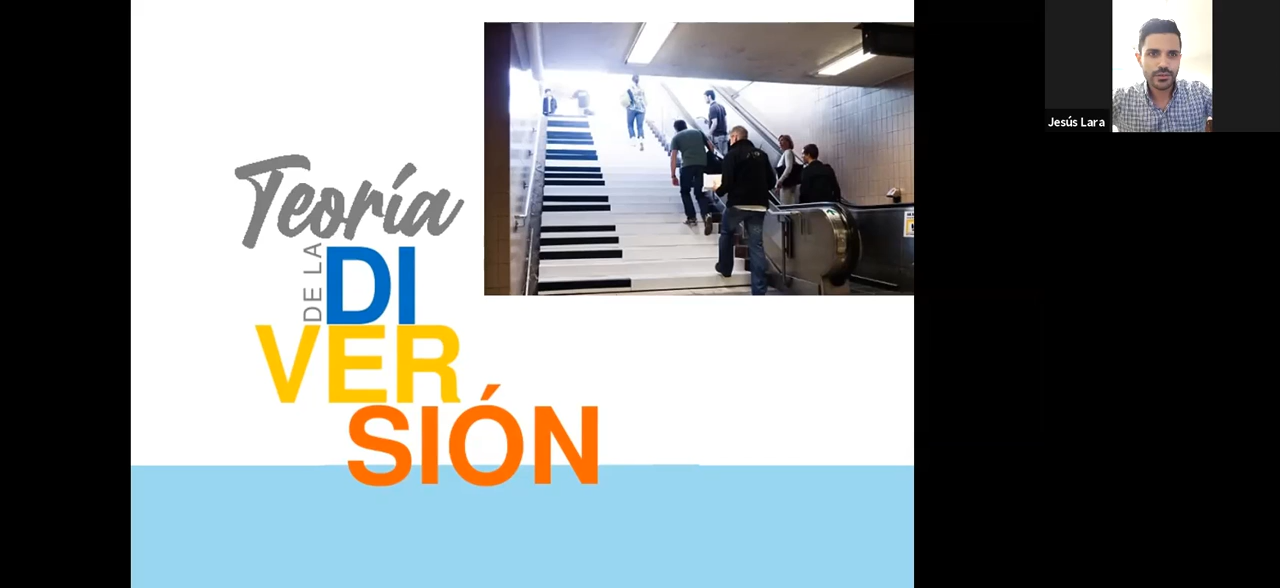 Teoría
DE LA
DI
VER
SIÓN
Jesús Lara